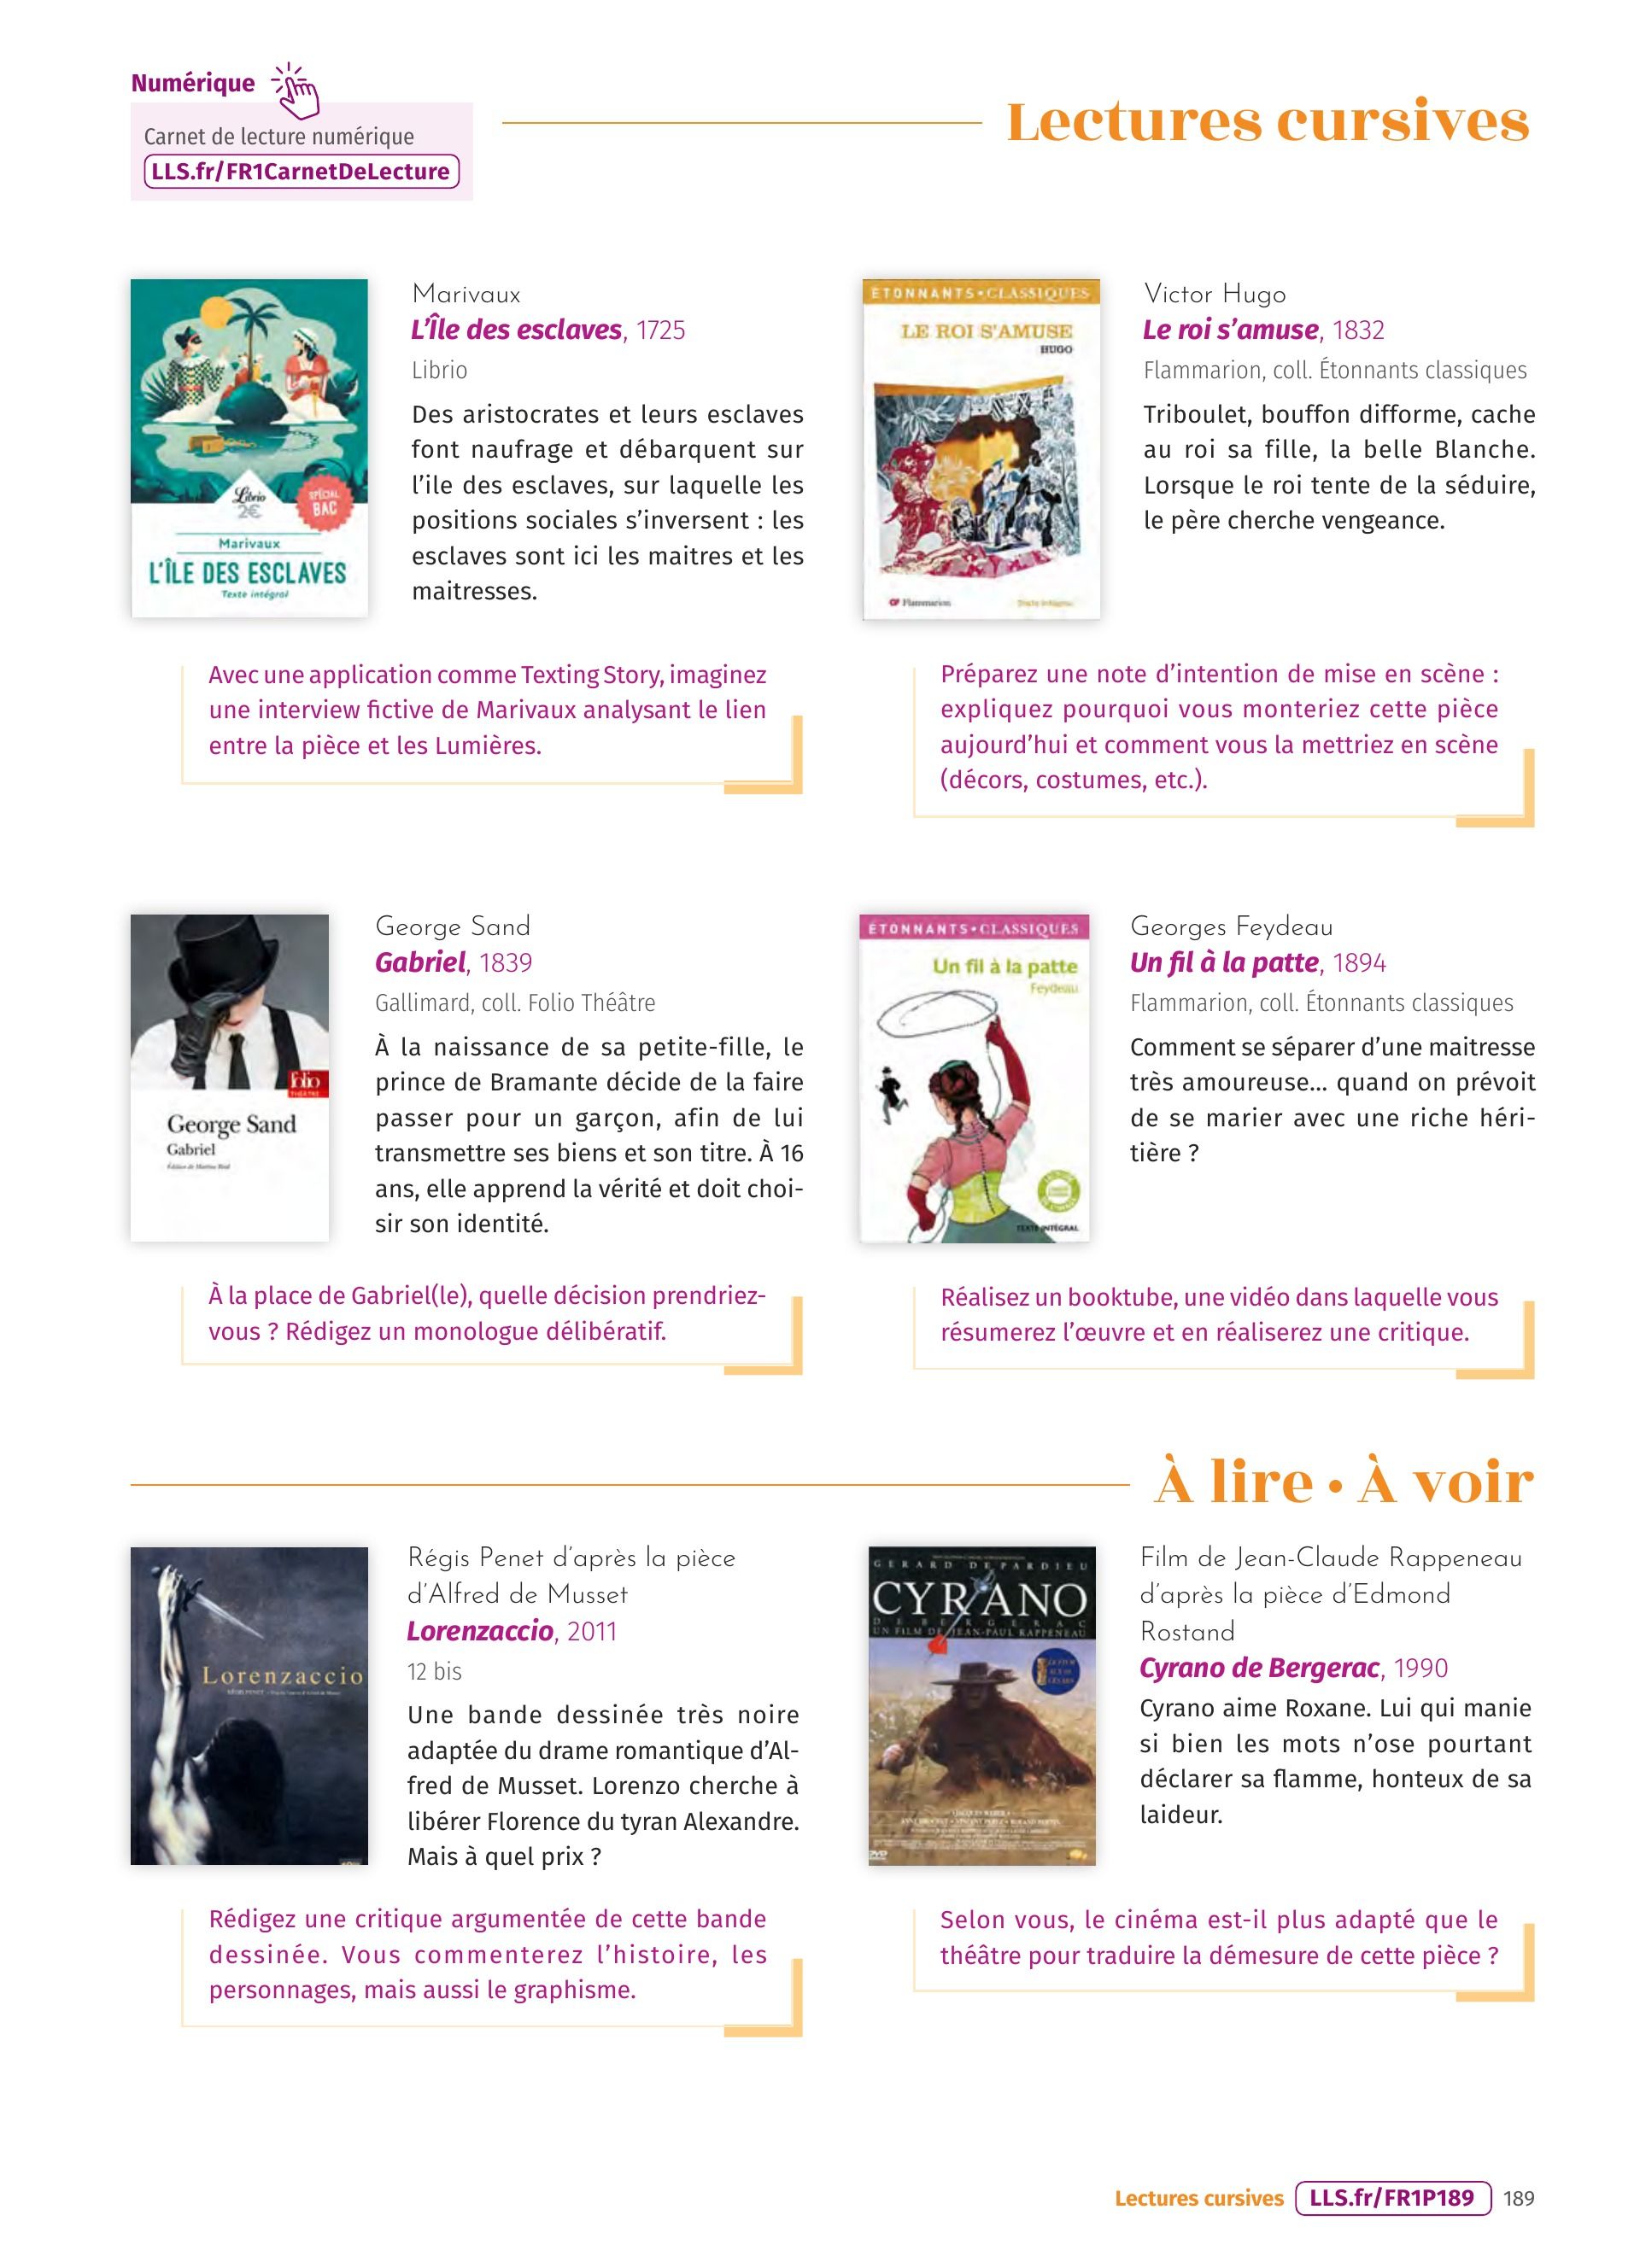 Numérique
Carnet de lecture numérique
LLS.fr/FR1CarnetDeLecture
Lectures cursives
Librio
2€
SPÉCIAL
BAC
Marivaux
L'ÎLE DES ESCLAVES
Texte intégral
Marivaux
L'Île des esclaves, 1725
Librio
Des aristocrates et leurs esclaves
font naufrage et débarquent sur
l'ile des esclaves, sur laquelle les
positions sociales s'inversent : les
esclaves sont ici les maitres et les
maitresses.
Avec une application comme Texting Story, imaginez
une interview fictive de Marivaux analysant le lien
entre la pièce et les Lumières.
ÉTONNANTS•CLASSIQUES
LE ROI S'AMUSE
HUGO
Flammarion
Texte intégral
Victor Hugo
Le roi s'amuse, 1832
Flammarion, coll. Étonnants classiques
Triboulet, bouffon difforme, cache
au roi sa fille, la belle Blanche.
Lorsque le roi tente de la séduire,
le père cherche vengeance.
Préparez une note d'intention de mise en scène :
expliquez pourquoi vous monteriez cette pièce
aujourd'hui et comment vous la mettriez en scène
(décors, costumes, etc.).
folio
THÉÂTRE
George Sand
Gabriel
George Sand
Gabriel, 1839
Gallimard, coll. Folio Théâtre
À la naissance de sa petite-fille, le
prince de Bramante décide de la faire
passer pour un garçon, afin de lui
transmettre ses biens et son titre. À 16
ans, elle apprend la vérité et doit choi-
sir son identité.
À la place de Gabriel(le), quelle décision prendriez-
vous ? Rédigez un monologue délibératif.
ÉTONNANTS•CLASSIQUES
Un fil à la patte
Feydeau
TEXTE INTÉGRAL
Georges Feydeau
Un fil à la patte, 1894
Flammarion, coll. Étonnants classiques
Comment se séparer d'une maitresse
très amoureuse... quand on prévoit
de se marier avec une riche héri-
tière ?
Réalisez un booktube, une vidéo dans laquelle vous
résumerez l'œuvre et en réaliserez une critique.
À lire • À voir
Lorenzaccio
Régis Penet d'après la pièce
d'Alfred de Musset
Lorenzaccio, 2011
12 bis
Une bande dessinée très noire
adaptée du drame romantique d'Al-
fred de Musset. Lorenzo cherche à
libérer Florence du tyran Alexandre.
Mais à quel prix ?
Rédigez une critique argumentée de cette bande
dessinée. Vous commenterez l'histoire, les
personnages, mais aussi le graphisme.
GERARD DEPARDIEU
CYRANO
DE BERGERAC
UN FILM DE JEAN-PAUL RAPPENEAU
DVD
Film de Jean-Claude Rappeneau
d'après la pièce d'Edmond
Rostand
Cyrano de Bergerac, 1990
Cyrano aime Roxane. Lui qui manie
si bien les mots n'ose pourtant
déclarer sa flamme, honteux de sa
laideur.
Selon vous, le cinéma est-il plus adapté que le
théâtre pour traduire la démesure de cette pièce ?
Lectures cursives LLS.fr/FR1P189 189